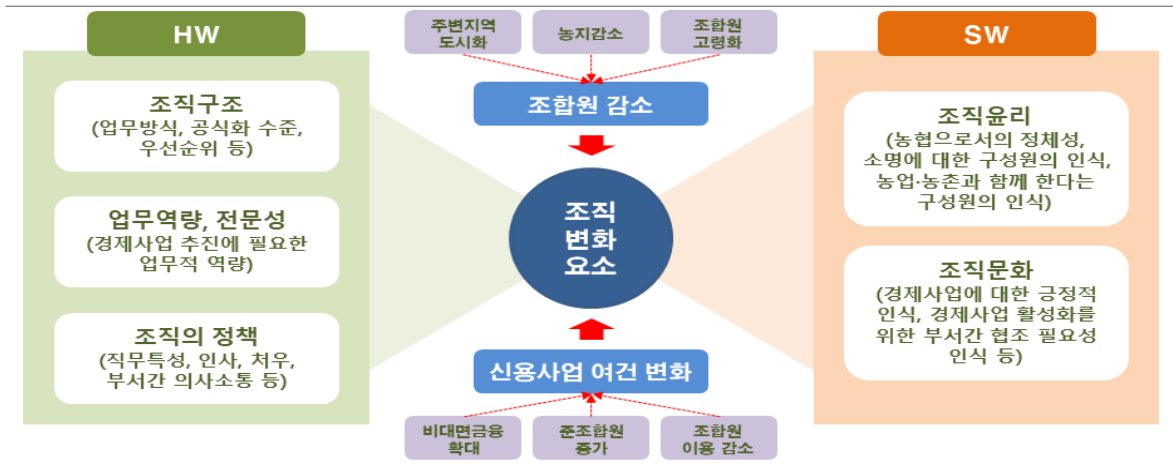 HW
조직구조
(업무방식, 공식화 수준,
우선순위 등)
업무역량, 전문성
(경제사업 추진에 필요한
업무적 역량)
조직의 정책
(직무특성, 인사, 처우,
부서간 의사소통 등)
주변지역
도시화
농지감소
조합원
고령화
조합원 감소
조직
변화
요소
신용사업 여건 변화
비대면금융
확대
준조합원
증가
조합원
이용 감소
SW
조직윤리
(농협으로서의 정체성,
소명에 대한 구성원의 인식,
농업·농촌과 함께 한다는
구성원의 인식)
조직문화
(경제사업에 대한 긍정적
인식, 경제사업 활성화를
위한 부서간 협조 필요성
인식 등)